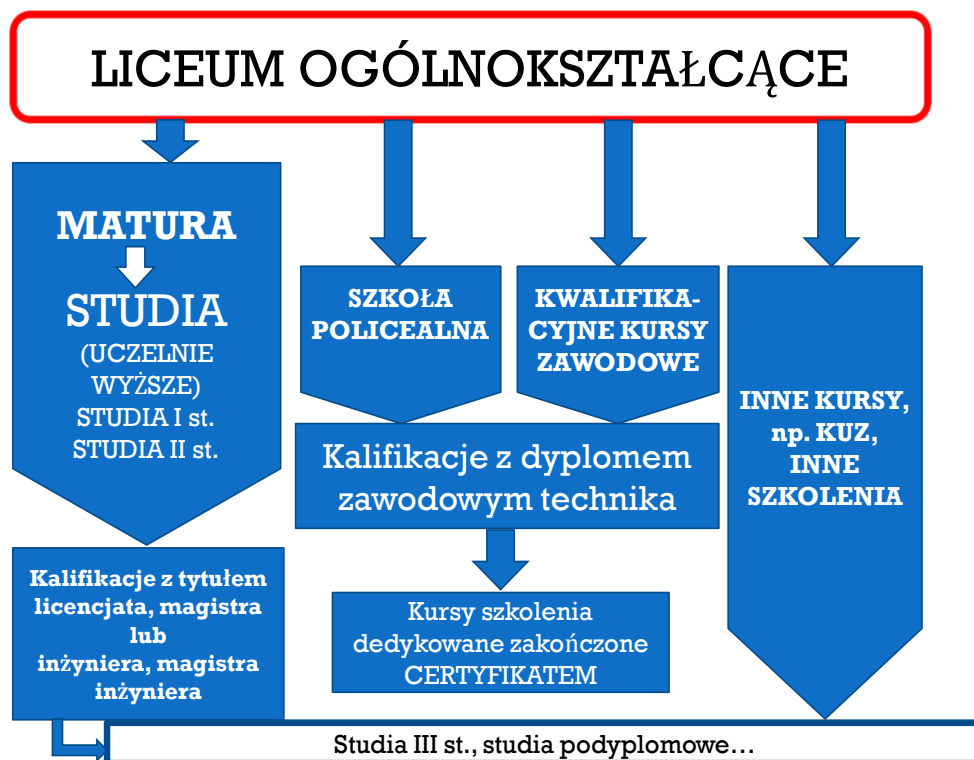 LICEUM OGÓLNOKSZTAŁCĄCE
MATURA
STUDIA
(UCZELNIE
WYŻSZE)
STUDIA I st.
STUDIA II st.
Kalifikacje z tytułem
licencjata, magistra
lub
inżyniera, magistra
inżyniera
SZKOŁA
POLICEALNA
KWALIFIKA-
CYJNE KURSY
ZAWODOWE
Kalifikacje z dyplomem
zawodowym technika
Kursy szkolenia
dedykowane zakończone
CERTYFIKATEM
INNE KURSY,
np. KUZ,
INNE
SZKOLENIA
Studia III st., studia podyplomowe…